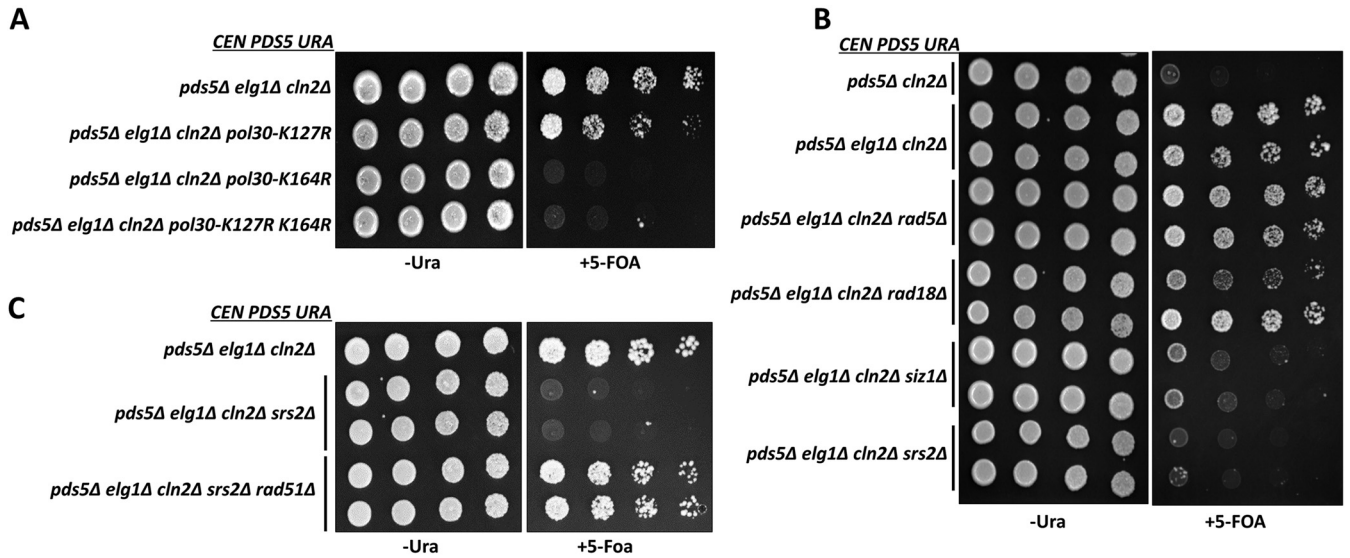 A
CEN PDS5 URA
pds5Δ elg1Δ cln2Δ
pds5Δ elg1Δ cln2Δ pol30-K127R
pds5Δ elg1Δ cln2Δ pol30-K164R
pds5Δ elg1Δ cln2Δ pol30-K127R K164R
-Ura
+5-FOA
B
CEN PDS5 URA
pds5Δ cln2Δ
pds5Δ elg1Δ cln2Δ
pds5Δ elg1Δ cln2Δ rad5Δ
pds5Δ elg1Δ cln2Δ rad18Δ
pds5Δ elg1Δ cln2Δ siz1Δ
pds5Δ elg1Δ cln2Δ srs2Δ
-Ura
+5-FOA
C
CEN PDS5 URA
pds5Δ elg1Δ cln2Δ
pds5Δ elg1Δ cln2Δ srs2Δ
pds5Δ elg1Δ cln2Δ srs2Δ rad51Δ
-Ura
+5-Foa